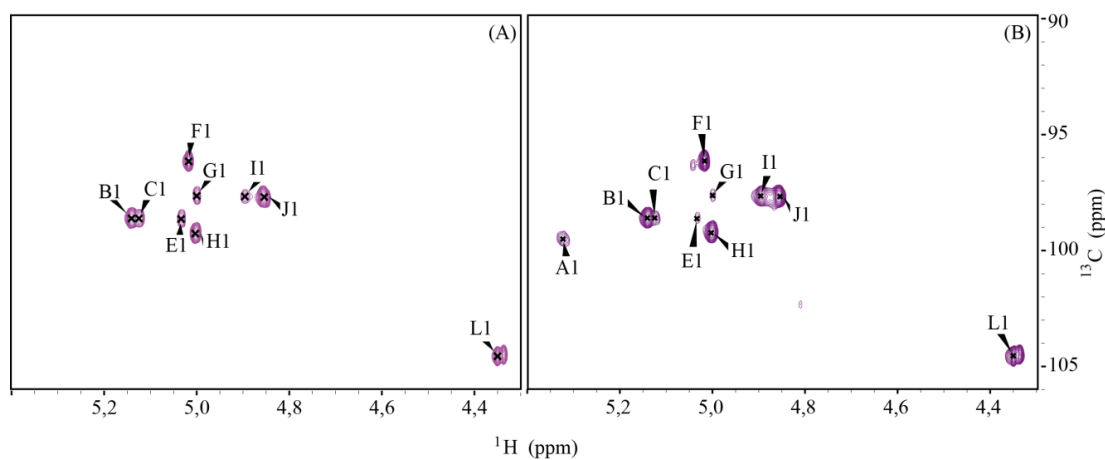 (A)
(B)
90
F1
F1
95
G1
I1
G1
I1
B1
C1
C1
B1
J1
J1
E1
H1
E1
H1
A1
100
L1
L1
105
5,2
5,0
4,8
4,6
4,4
5,2
5,0
4,8
4,6
4,4
¹H (ppm)
¹³C (ppm)